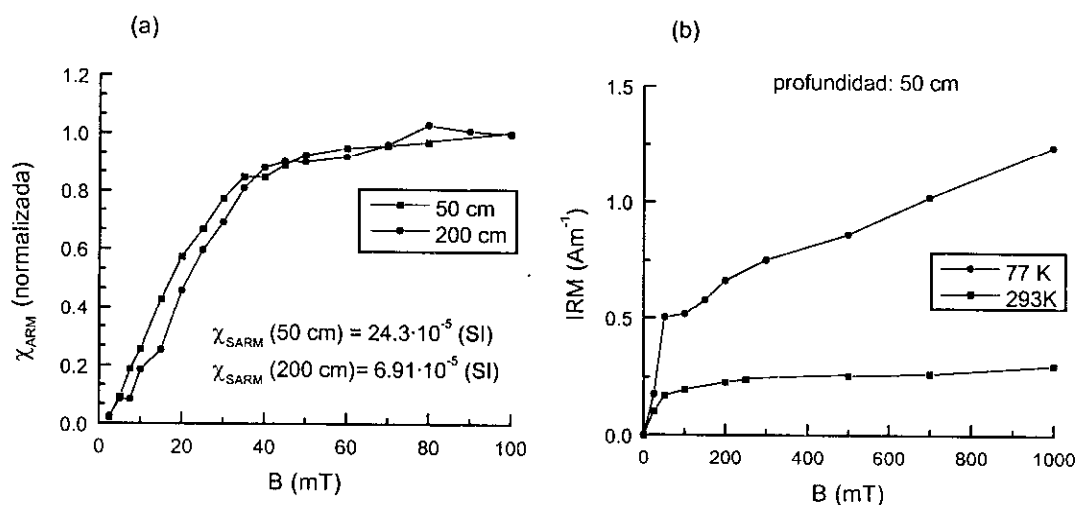 (a)
1.2
1.0
0.8
0.6
0.4
0.2
0.0
χARM (normalizada)
50 cm
200 cm
χSARM (50 cm) = 24.3·10⁻⁵ (SI)
χSARM (200 cm)= 6.91·10⁻⁵ (SI)
0 20 40 60 80 100
B (mT)
(b)
profundidad: 50 cm
1.5
1.0
0.5
0.0
IRM (Am⁻¹)
77 K
293K
0 200 400 600 800 1000
B (mT)